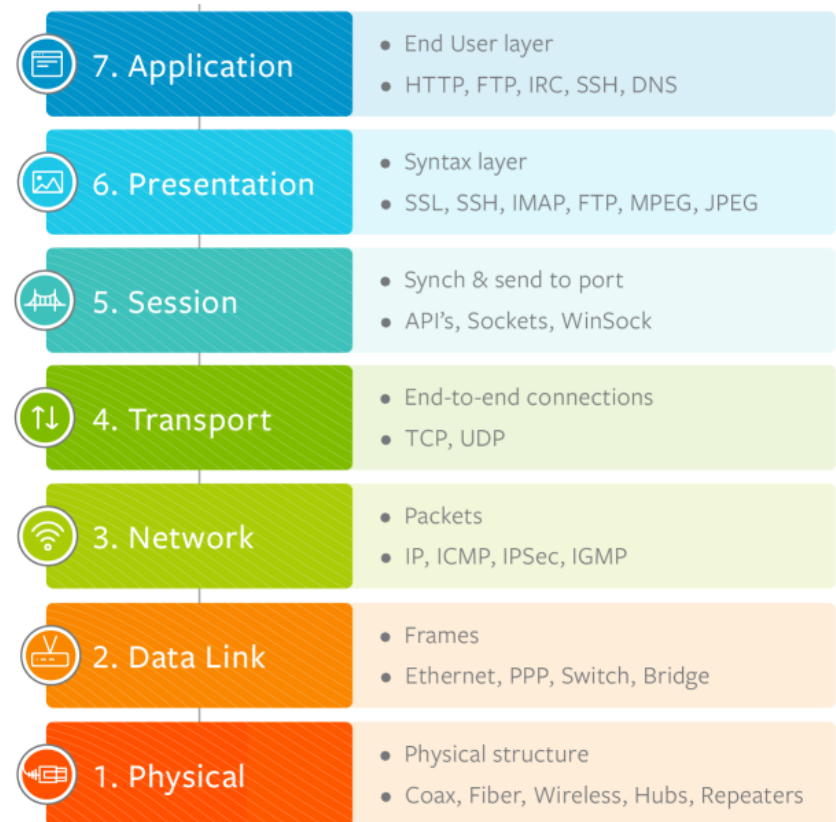 7. Application
• End User layer
• HTTP, FTP, IRC, SSH, DNS
6. Presentation
• Syntax layer
• SSL, SSH, IMAP, FTP, MPEG, JPEG
5. Session
• Synch & send to port
• API's, Sockets, WinSock
4. Transport
• End-to-end connections
• TCP, UDP
3. Network
• Packets
• IP, ICMP, IPSec, IGMP
2. Data Link
• Frames
• Ethernet, PPP, Switch, Bridge
1. Physical
• Physical structure
• Coax, Fiber, Wireless, Hubs, Repeaters